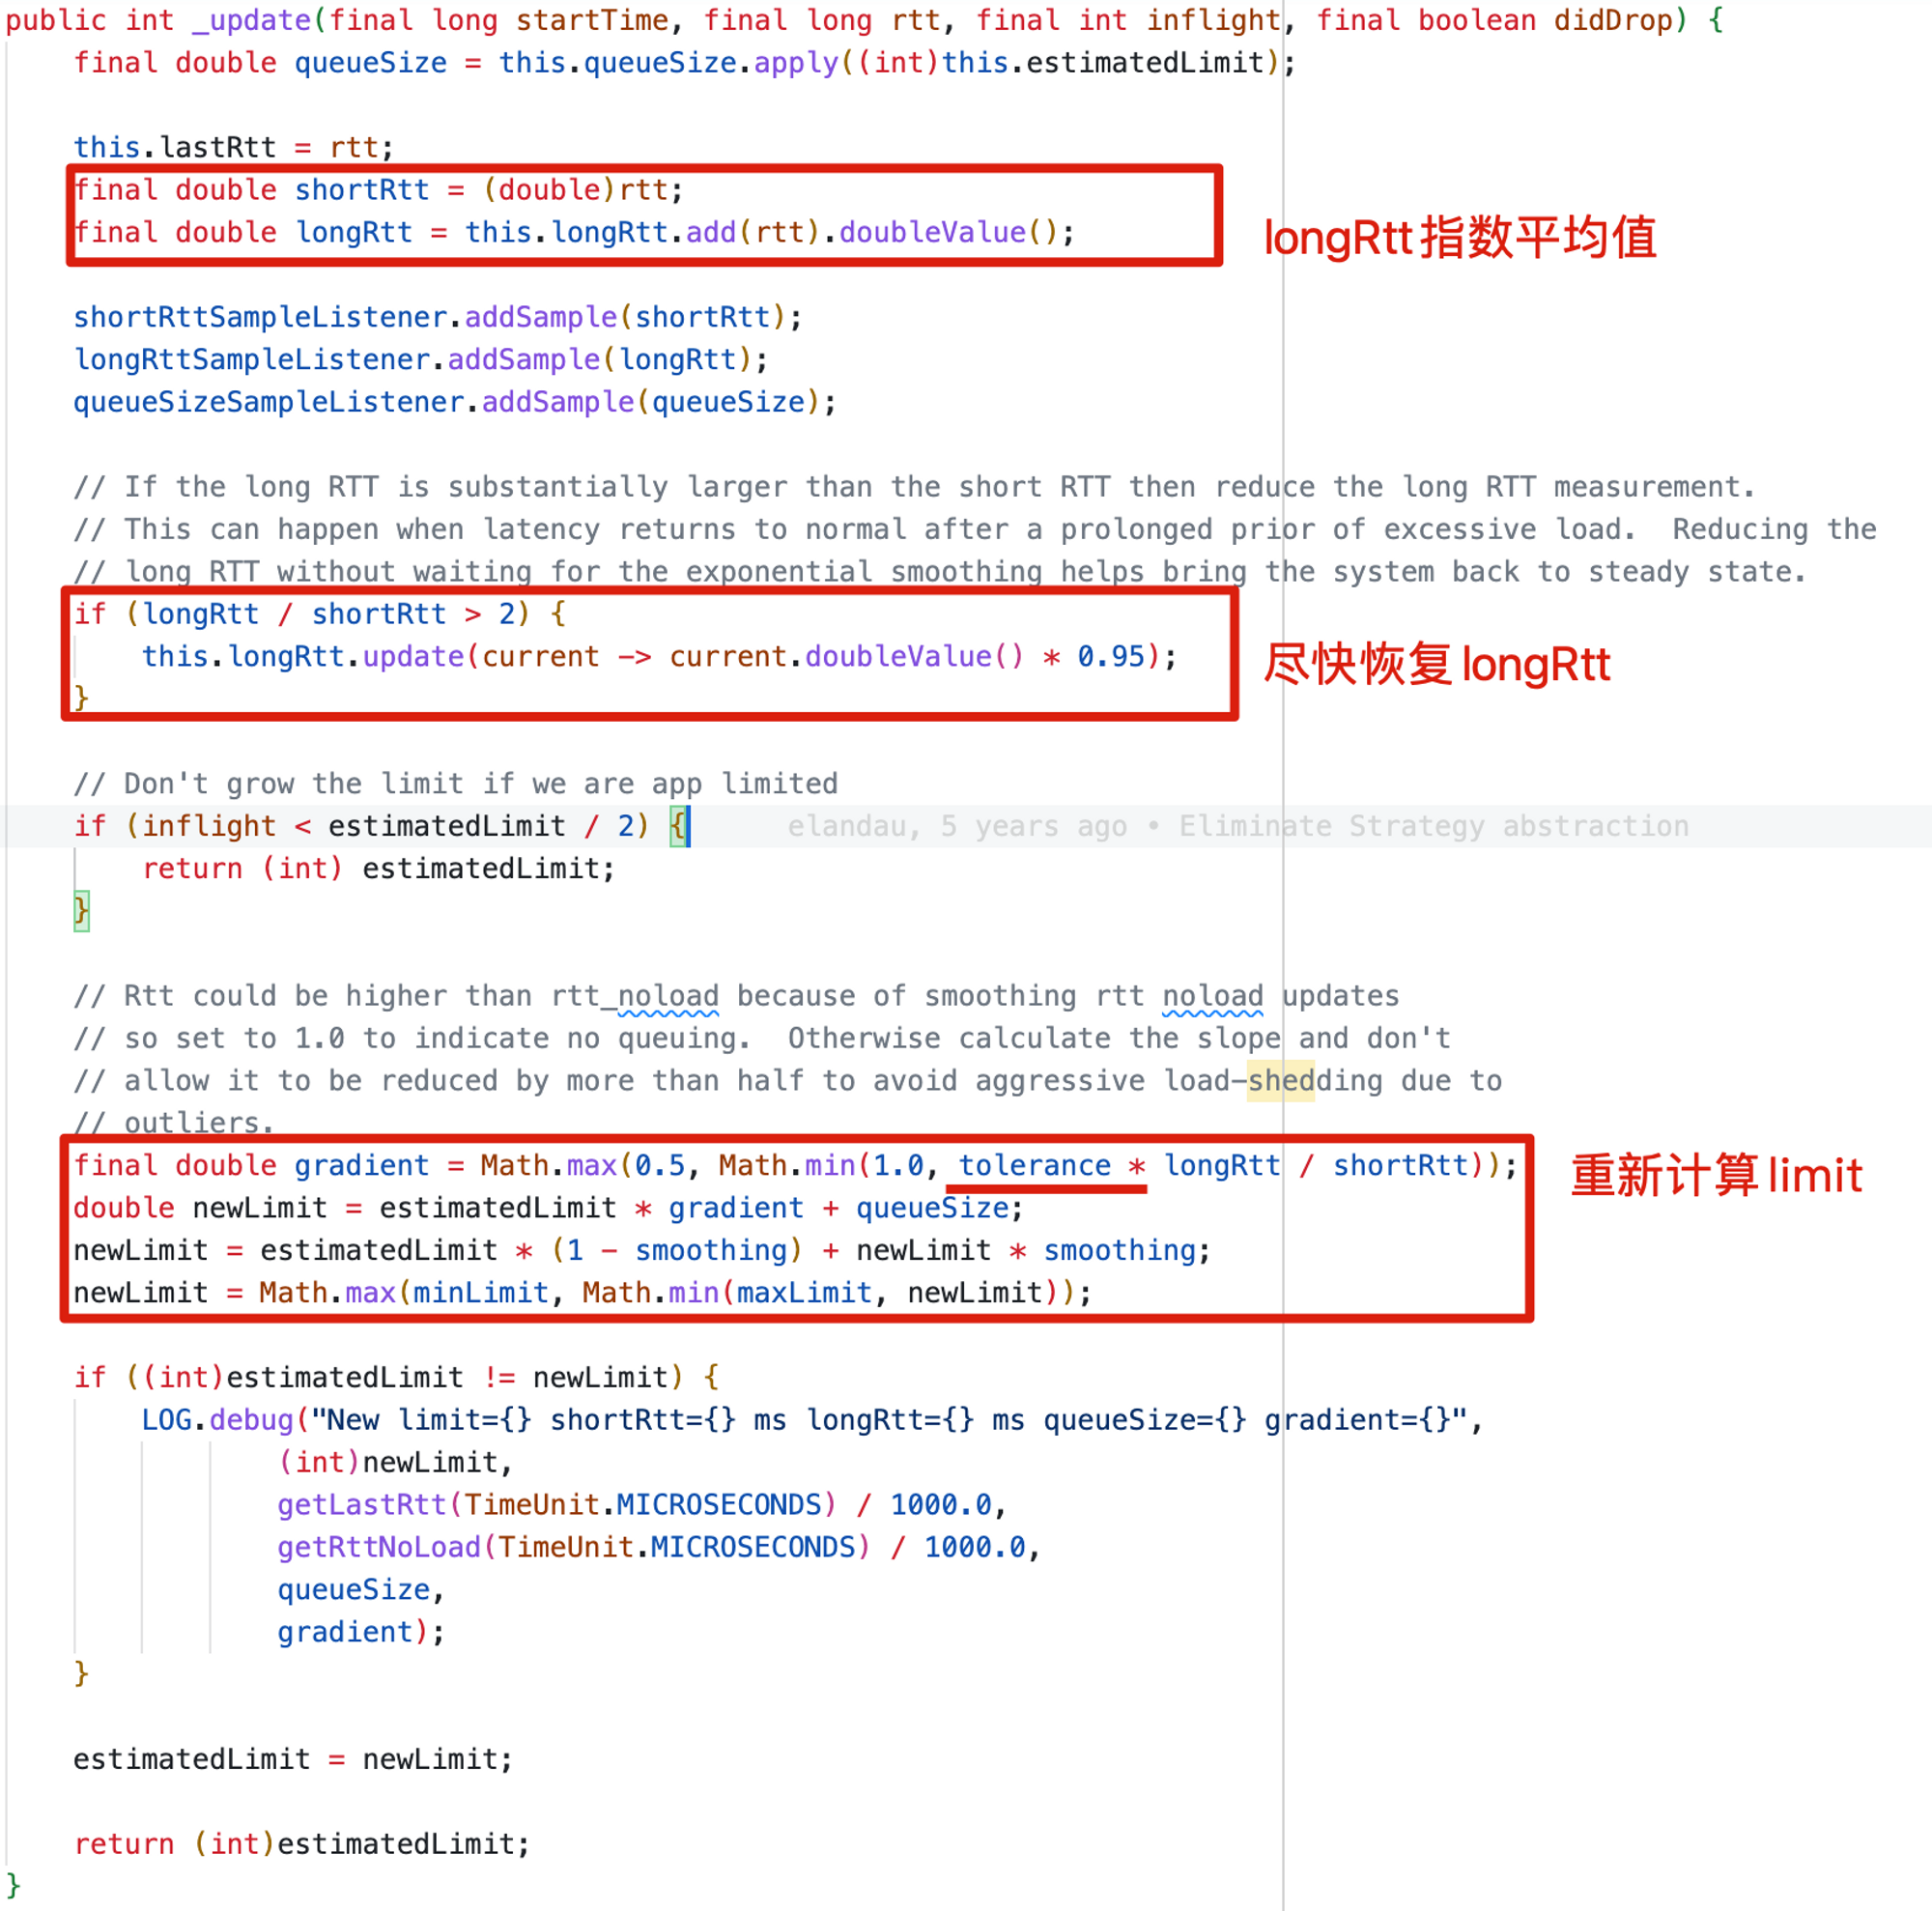 public int _update(final long startTime, final long rtt, final int inflight, final boolean didDrop) {
final double queueSize = this.queueSize.apply((int)this.estimatedLimit);
this.lastRtt = rtt;
final double shortRtt = (double)rtt;
final double longRtt = this.longRtt.add(rtt).doubleValue();
longRtt指数平均值
shortRttSampleListener.addSample(shortRtt);
longRttSampleListener.addSample(longRtt);
queueSizeSampleListener.addSample(queueSize);
// If the long RTT is substantially larger than the short RTT then reduce the long RTT measurement.
// This can happen when latency returns to normal after a prolonged prior of excessive load.  Reducing the
// long RTT without waiting for the exponential smoothing helps bring the system back to steady state.
if (longRtt / shortRtt > 2) {
this.longRtt.update(current -> current.doubleValue() * 0.95);
尽快恢复longRtt
}
// Don't grow the limit if we are app limited
if (inflight < estimatedLimit / 2) { elandau, 5 years ago • Eliminate Strategy abstraction
return (int) estimatedLimit;
}
// Rtt could be higher than rtt_noload because of smoothing rtt noload updates
// so set to 1.0 to indicate no queuing.  Otherwise calculate the slope and don't
// allow it to be reduced by more than half to avoid aggressive load-shedding due to
// outliers.
final double gradient = Math.max(0.5, Math.min(1.0, tolerance * longRtt / shortRtt));
重新计算limit
double newLimit = estimatedLimit * gradient + queueSize;
newLimit = estimatedLimit * (1 - smoothing) + newLimit * smoothing;
newLimit = Math.max(minLimit, Math.min(maxLimit, newLimit));
if ((int)estimatedLimit != newLimit) {
LOG.debug("New limit={} shortRtt={} ms longRtt={} ms queueSize={} gradient={}",
(int)newLimit,
getLastRtt(TimeUnit.MICROSECONDS) / 1000.0,
getRttNoLoad(TimeUnit.MICROSECONDS) / 1000.0,
queueSize,
gradient);
}
estimatedLimit = newLimit;
return (int)estimatedLimit;
}